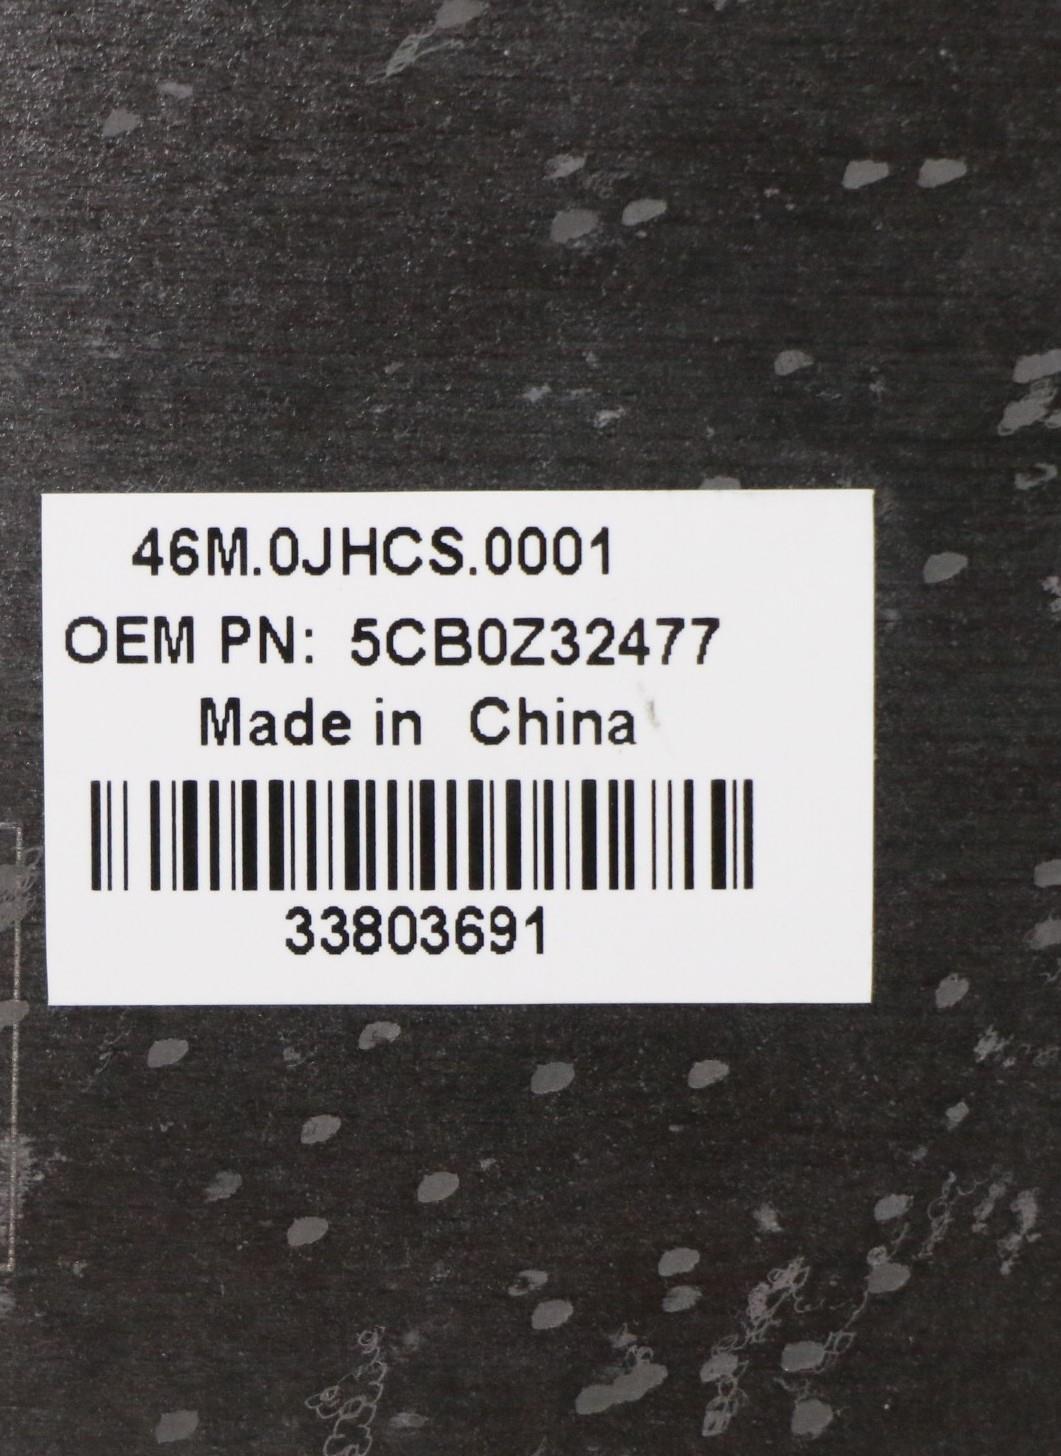 46M.0JHCS.0001
OEM PN: 5CB0Z32477
Made in China
33803691